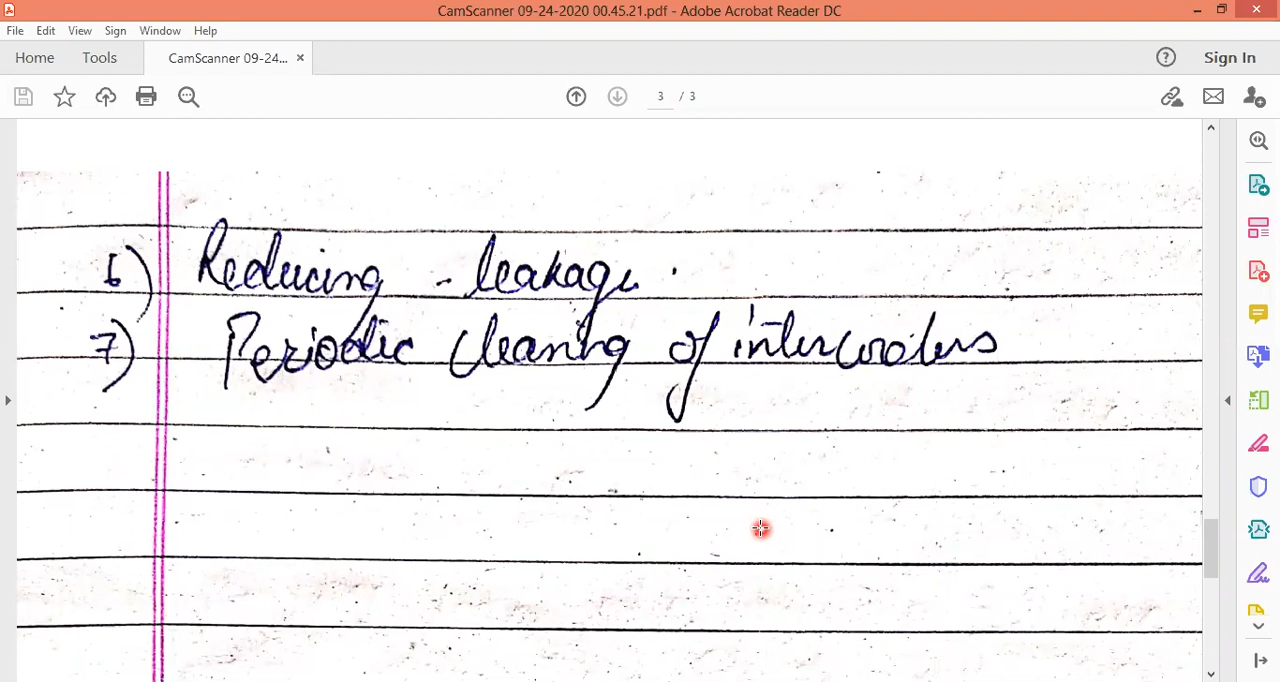 CamScanner 09-24-2020 00.45.21.pdf - Adobe Acrobat Reader DC
File Edit View Sign Window Help
Home Tools CamScanner 09-24... × Sign In
3 / 3
6) Reducing - leakage.
7) Periodic cleaning of intercoolers